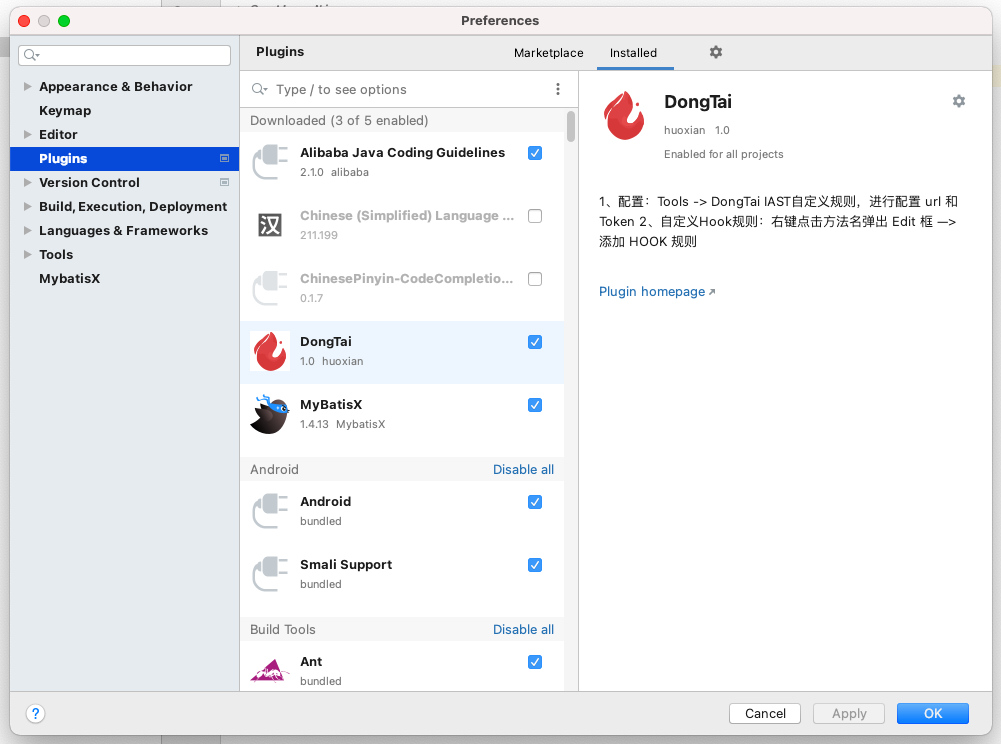 Preferences
Plugins
Marketplace
Installed
Appearance & Behavior
Keymap
Editor
Plugins
Version Control
Build, Execution, Deployment
Languages & Frameworks
Tools
MybatisX
Type / to see options
Downloaded (3 of 5 enabled)
Alibaba Java Coding Guidelines
2.1.0 alibaba
汉
Chinese (Simplified) Language ...
211.199
ChinesePinyin-CodeCompletio...
0.1.7
DongTai
1.0 huoxian
MyBatisX
1.4.13 MybatisX
Android Disable all
Android
bundled
Smali Support
bundled
Build Tools Disable all
Ant
bundled
DongTai
huoxian 1.0
Enabled for all projects
1、配置：Tools -> DongTai IAST自定义规则，进行配置 url 和
Token 2、自定义Hook规则：右键点击方法名弹出 Edit 框 —>
添加 HOOK 规则
Plugin homepage ↗
?
Cancel
Apply
OK